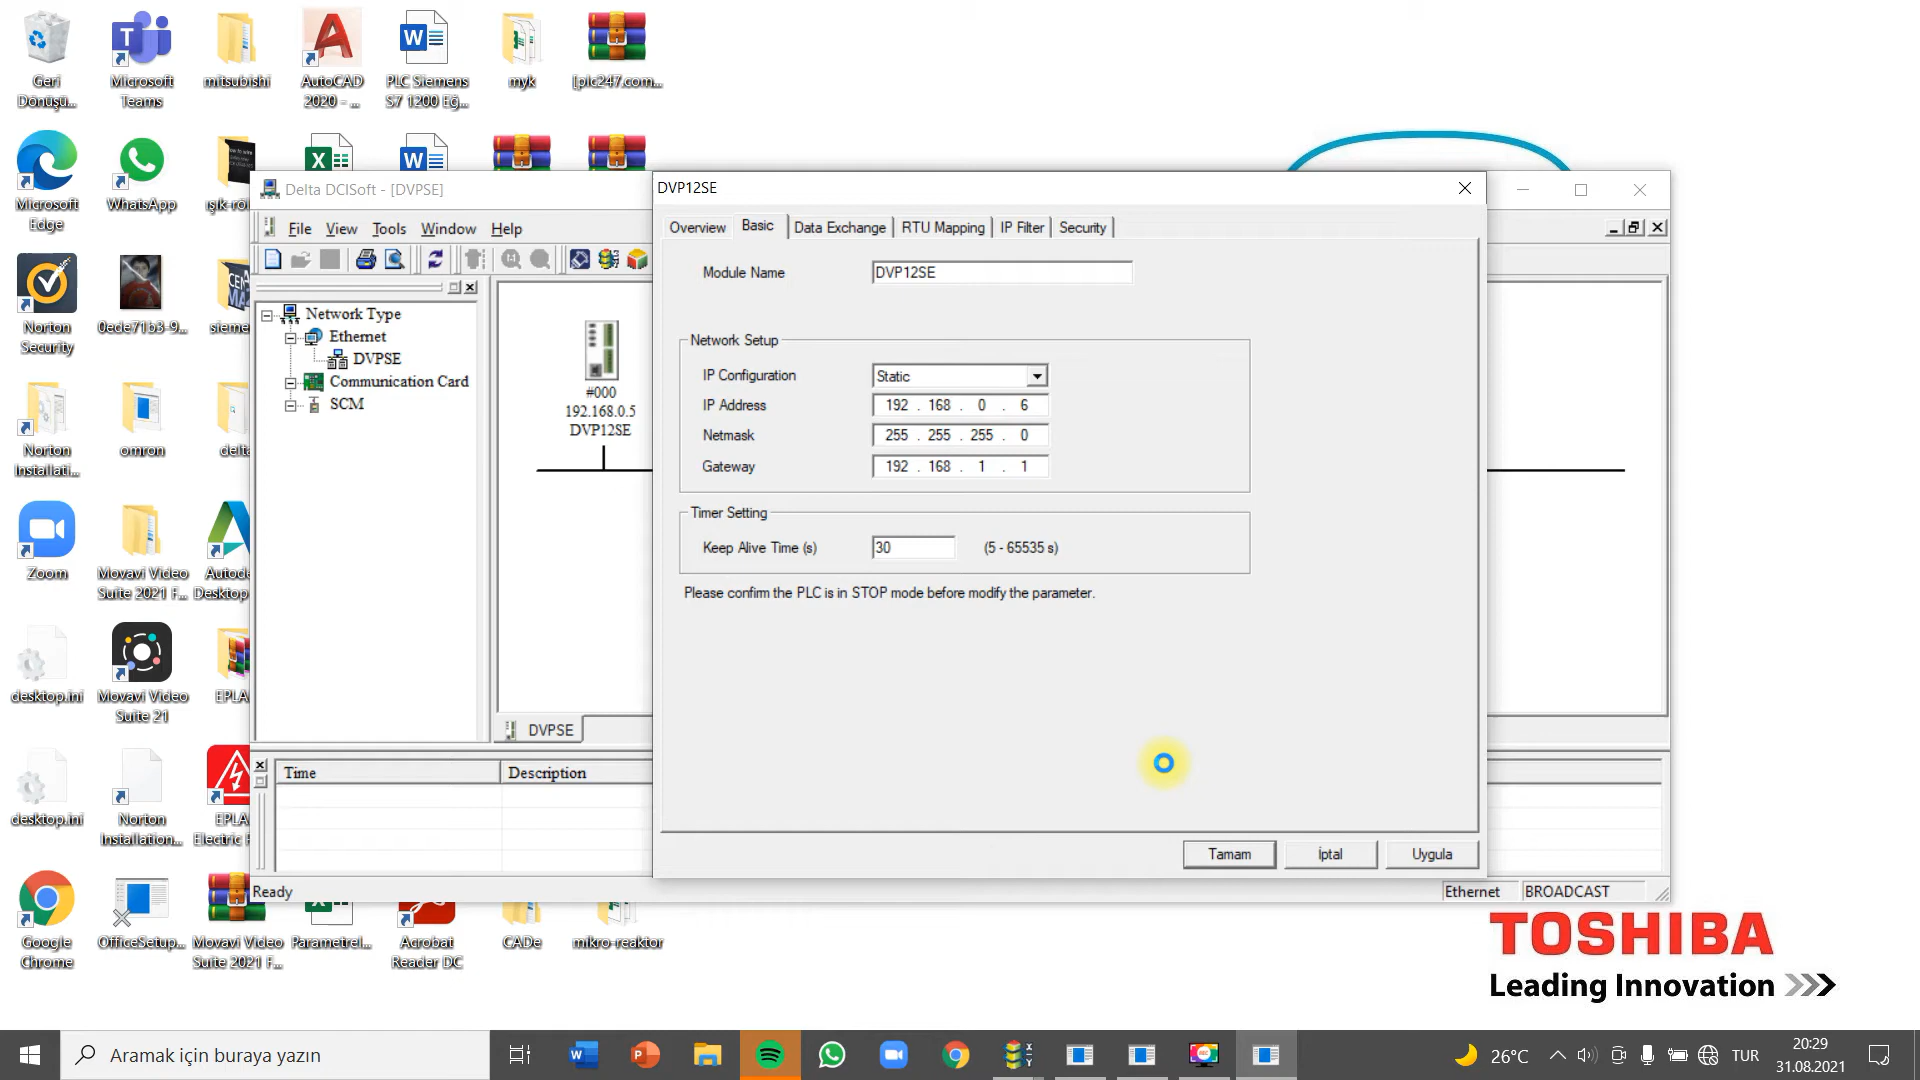 Geri
Dönüşü...
Microsoft
Teams
mitsubishi
AutoCAD
2020 - ...
PLC Siemens
S7 1200 Eğ...
myk
[plc247.com...
Microsoft
Edge
WhatsApp
ışık-röl
Norton
Security
0ede71b3-9...
sieme
Norton
Installati...
omron
delta
Zoom
Movavi Video
Suite 2021 F...
Autode
Desktop
desktop.ini
Movavi Video
Suite 21
EPLA
desktop.ini
Norton
Installation...
EPL
Electric P
Google
Chrome
OfficeSetup...
Movavi Video
Suite 2021 F...
Parametrel...
Acrobat
Reader DC
CADe
mikro-reaktor
Delta DCISoft - [DVPSE]
File View Tools Window Help
Network Type
Ethernet
DVPSE
Communication Card
SCM
#000
192.168.0.5
DVP12SE
DVPSE
Time Description
Ready
Ethernet BROADCAST
DVP12SE
Overview Basic Data Exchange RTU Mapping IP Filter Security
Module Name DVP12SE
Network Setup
IP Configuration Static
IP Address 192 . 168 . 0 . 6
Netmask 255 . 255 . 255 . 0
Gateway 192 . 168 . 1 . 1
Timer Setting
Keep Alive Time (s) 30 (5 - 65535 s)
Please confirm the PLC is in STOP mode before modify the parameter.
Tamam İptal Uygula
TOSHIBA
Leading Innovation
Aramak için buraya yazın
26°C
TUR
20:29
31.08.2021